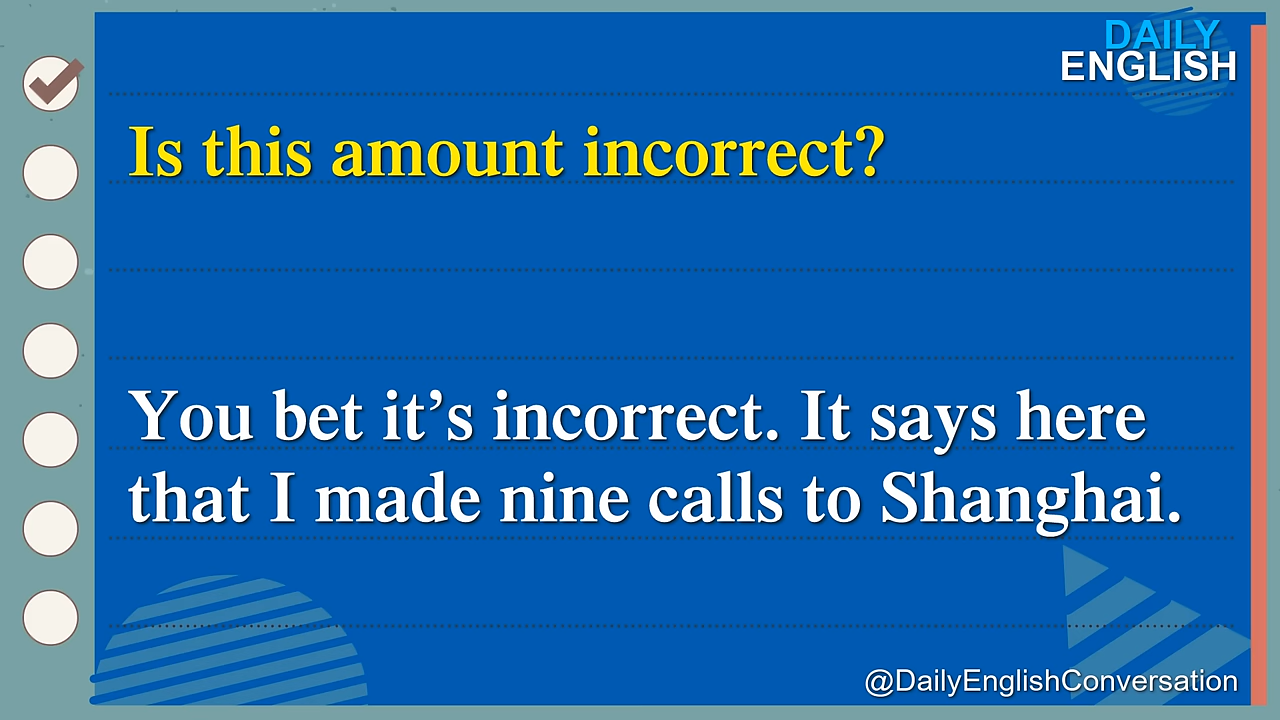 DAILY
ENGLISH
Is this amount incorrect?
You bet it’s incorrect. It says here
that I made nine calls to Shanghai.
@DailyEnglishConversation